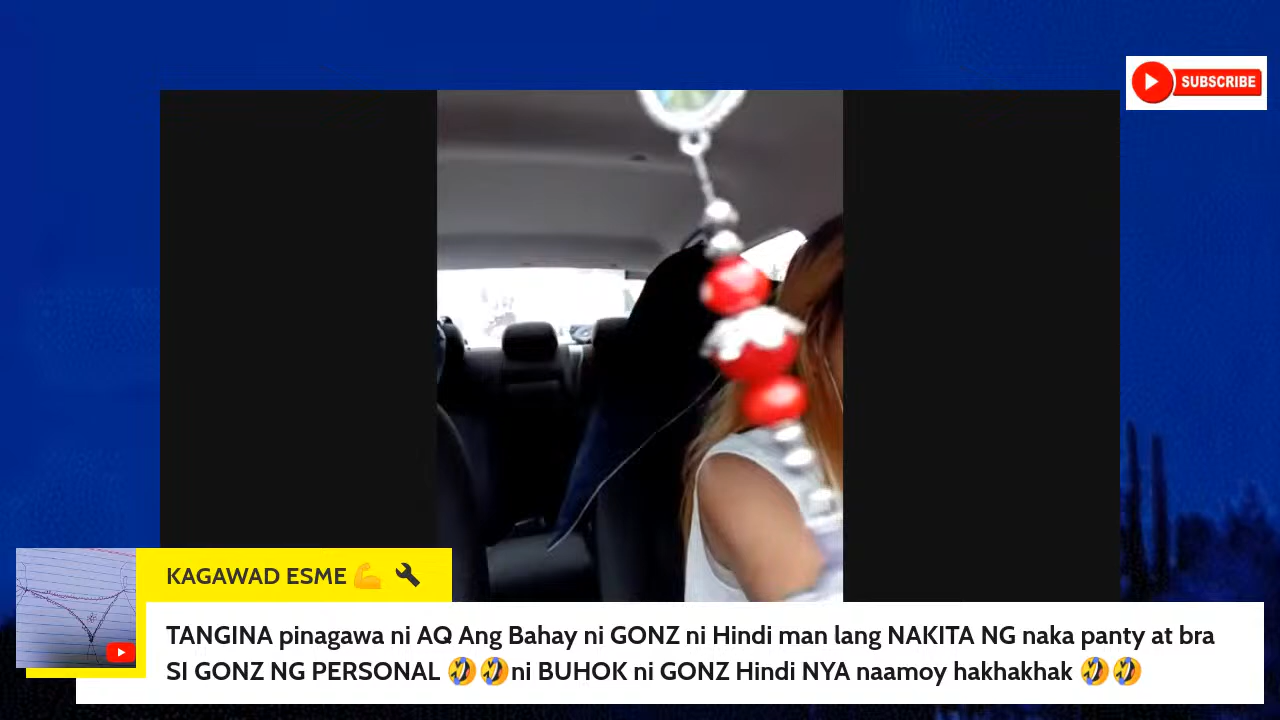 SUBSCRIBE
KAGAWAD ESME 💪 🔧
TANGINA pinagawa ni AQ Ang Bahay ni GONZ ni Hindi man lang NAKITA NG naka panty at bra
SI GONZ NG PERSONAL 🤣🤣ni BUHOK ni GONZ Hindi NYA naamoy hakhakhak 🤣🤣